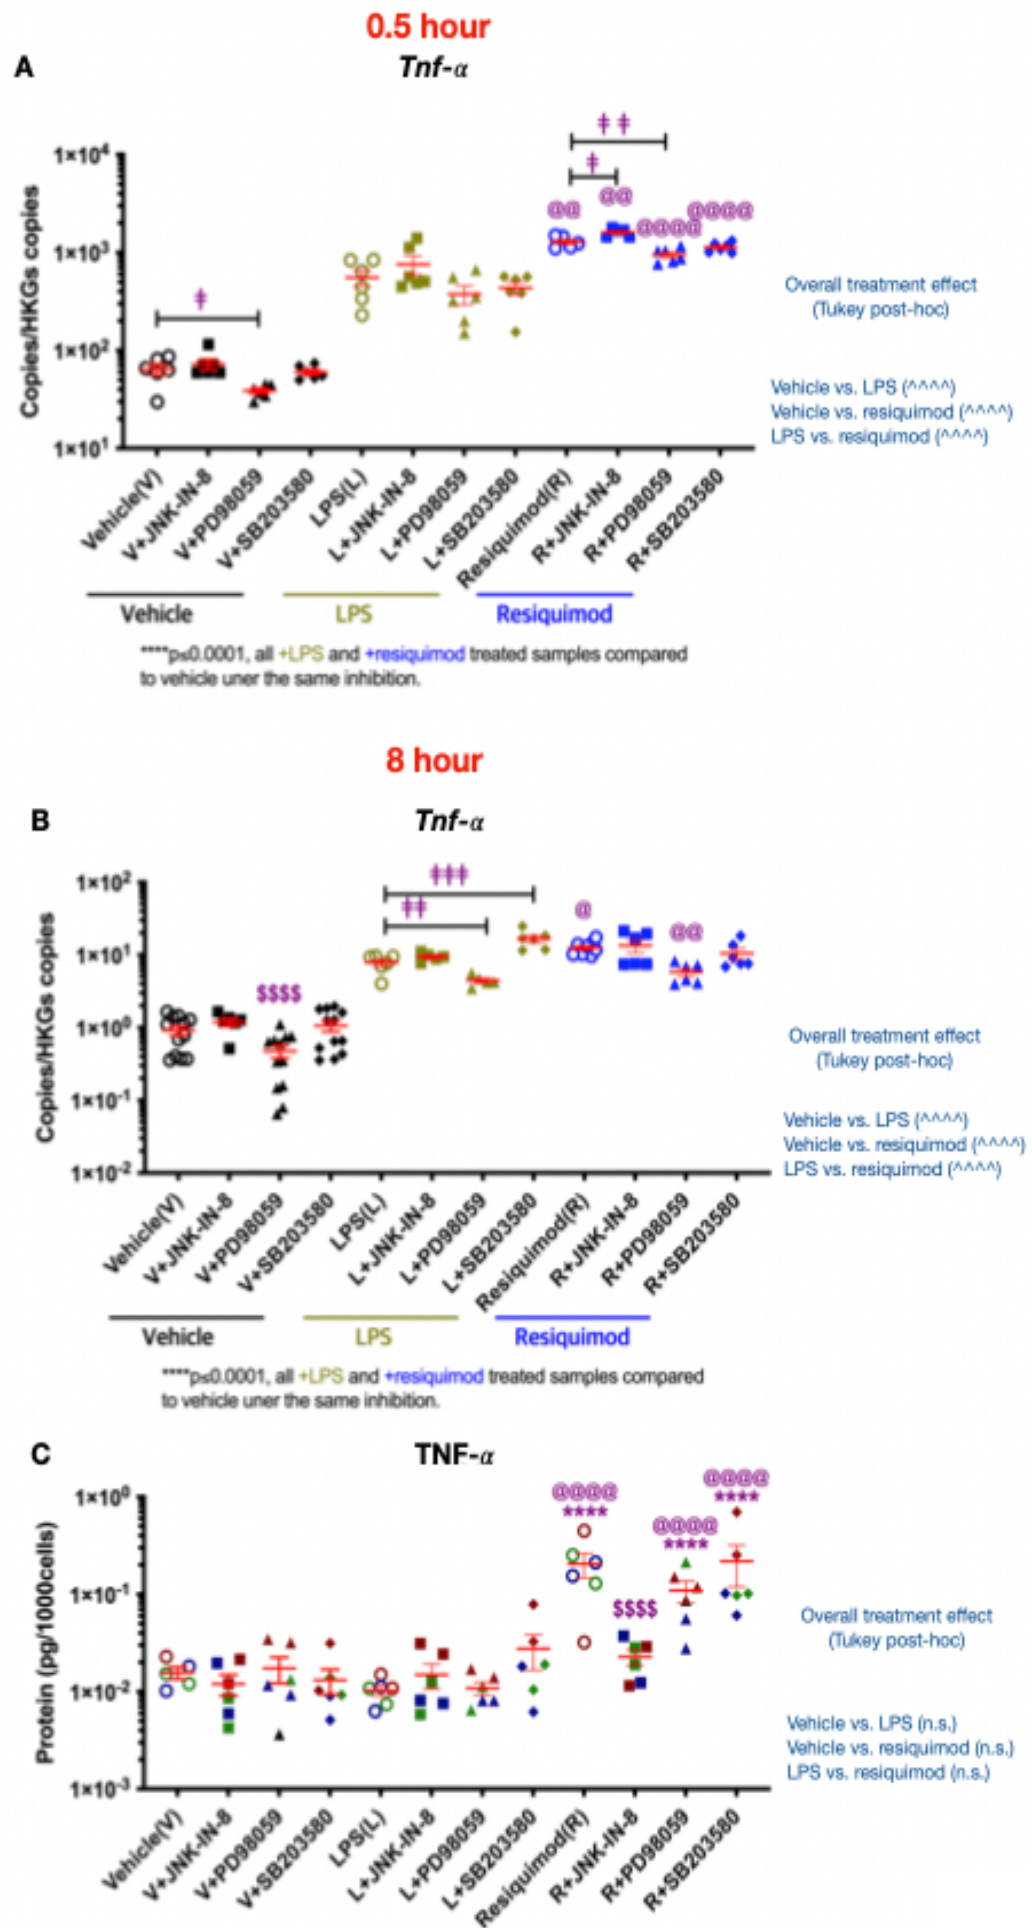 0.5 hour
A
Tnf-α
‡ ‡
‡
1×10⁴
@@
@@
@@@@
@@@@
1×10³
Copies/HKGs copies
‡
1×10²
1×10¹
Overall treatment effect
(Tukey post-hoc)
Vehicle vs. LPS (^^^^)
Vehicle vs. resiquimod (^^^^)
LPS vs. resiquimod (^^^^)
Vehicle(V)
V+JNK-IN-8
V+PD98059
V+SB203580
LPS(L)
L+JNK-IN-8
L+PD98059
L+SB203580
Resiquimod(R)
R+JNK-IN-8
R+PD98059
R+SB203580
Vehicle LPS Resiquimod
****p≤0.0001, all +LPS and +resiquimod treated samples compared
to vehicle uner the same inhibition.
8 hour
B
Tnf-α
‡‡‡
‡‡
1×10²
@
@@
1×10¹
$$$$
Copies/HKGs copies
1×10⁰
1×10⁻¹
1×10⁻²
Overall treatment effect
(Tukey post-hoc)
Vehicle vs. LPS (^^^^)
Vehicle vs. resiquimod (^^^^)
LPS vs. resiquimod (^^^^)
Vehicle(V)
V+JNK-IN-8
V+PD98059
V+SB203580
LPS(L)
L+JNK-IN-8
L+PD98059
L+SB203580
Resiquimod(R)
R+JNK-IN-8
R+PD98059
R+SB203580
Vehicle LPS Resiquimod
****p≤0.0001, all +LPS and +resiquimod treated samples compared
to vehicle uner the same inhibition.
C
TNF-α
1×10⁰
@@@@
****
$$$$
@@@@
****
@@@@
****
1×10⁻¹
Protein (pg/1000cells)
1×10⁻²
1×10⁻³
Overall treatment effect
(Tukey post-hoc)
Vehicle vs. LPS (n.s.)
Vehicle vs. resiquimod (n.s.)
LPS vs. resiquimod (n.s.)
Vehicle(V)
V+JNK-IN-8
V+PD98059
V+SB203580
LPS(L)
L+JNK-IN-8
L+PD98059
L+SB203580
Resiquimod(R)
R+JNK-IN-8
R+PD98059
R+SB203580